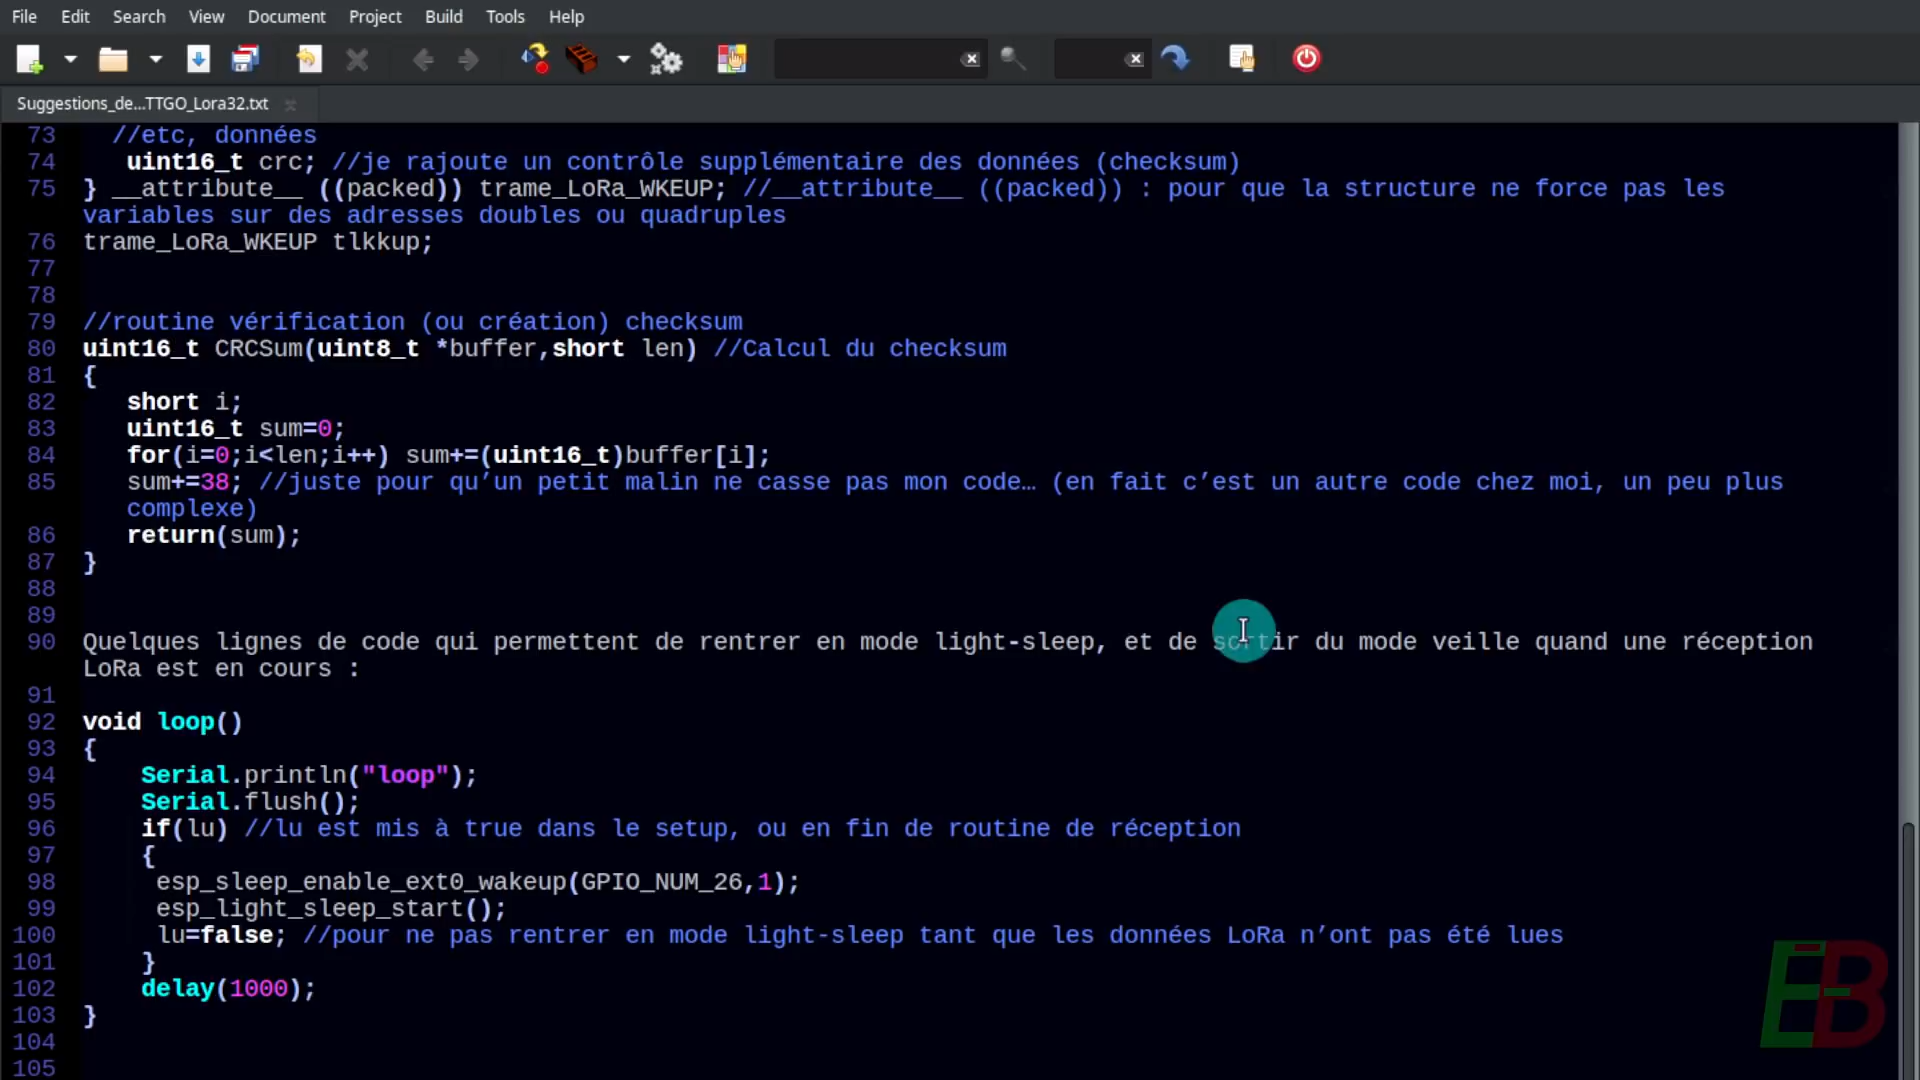 File Edit Search View Document Project Build Tools Help
Suggestions_de...TTGO_Lora32.txt
73 //etc, données
74 uint16_t crc; //je rajoute un contrôle supplémentaire des données (checksum)
75 } __attribute__ ((packed)) trame_LoRa_WKEUP; //__attribute__ ((packed)) : pour que la structure ne force pas les
variables sur des adresses doubles ou quadruples
76 trame_LoRa_WKEUP tlkkup;
77
78
79 //routine vérification (ou création) checksum
80 uint16_t CRCSum(uint8_t *buffer,short len) //Calcul du checksum
81 {
82 short i;
83 uint16_t sum=0;
84 for(i=0;i<len;i++) sum+=(uint16_t)buffer[i];
85 sum+=38; //juste pour qu’un petit malin ne casse pas mon code… (en fait c’est un autre code chez moi, un peu plus
complexe)
86 return(sum);
87 }
88
89
90 Quelques lignes de code qui permettent de rentrer en mode light-sleep, et de sortir du mode veille quand une réception
LoRa est en cours :
91
92 void loop()
93 {
94 Serial.println("loop");
95 Serial.flush();
96 if(lu) //lu est mis à true dans le setup, ou en fin de routine de réception
97 {
98 esp_sleep_enable_ext0_wakeup(GPIO_NUM_26,1);
99 esp_light_sleep_start();
100 lu=false; //pour ne pas rentrer en mode light-sleep tant que les données LoRa n’ont pas été lues
101 }
102 delay(1000);
103 }
104
105
EB